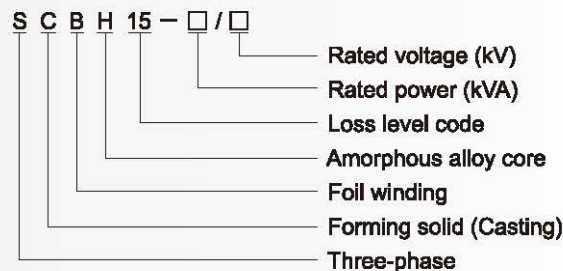 S C B H 15 - □ / □
Rated voltage (kV)
Rated power (kVA)
Loss level code
Amorphous alloy core
Foil winding
Forming solid (Casting)
Three-phase